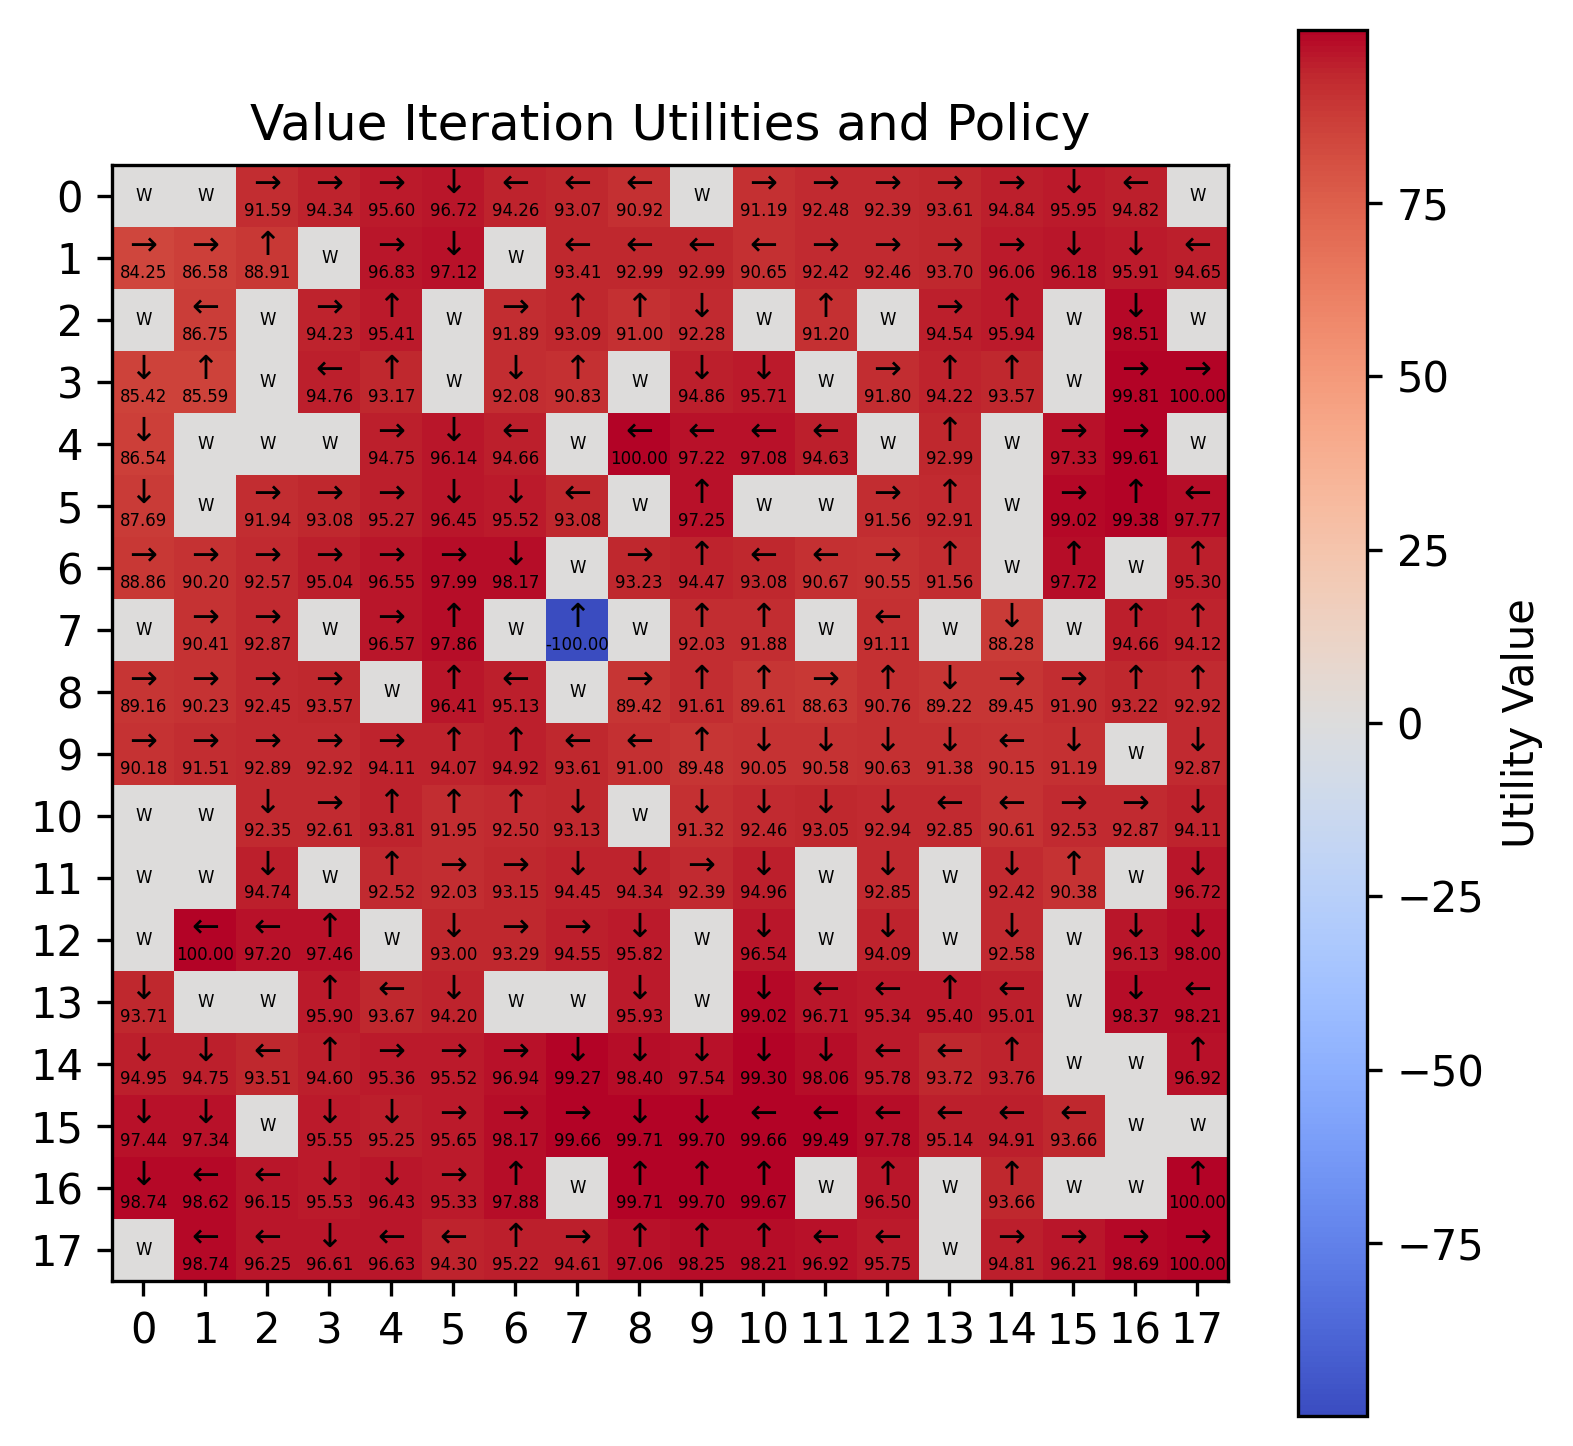 Value Iteration Utilities and Policy
0 W W → → → ↓ ← ← ← W → → → → → ↓ ← W
91.59 94.34 95.60 96.72 94.26 93.07 90.92 91.19 92.48 92.39 93.61 94.84 95.95 94.82
1 → → ↑ W → ↓ W ← ← ← ← → → → → ↓ ↓ ←
84.25 86.58 88.91 96.83 97.12 93.41 92.99 92.99 90.65 92.42 92.46 93.70 96.06 96.18 95.91 94.65
2 W ← W → ↑ W → ↑ ↑ ↓ W ↑ W → ↑ W ↓ W
86.75 94.23 95.41 91.89 93.09 91.00 92.28 91.20 94.54 95.94 98.51
3 ↓ ↑ W ← ↑ W ↓ ↑ W ↓ ↓ W → ↑ ↑ W → →
85.42 85.59 94.76 93.17 92.08 90.83 94.86 95.71 91.80 94.22 93.57 99.81 100.00
4 ↓ W W W → ↓ ← W ← ← ← ← W ↑ W → → W
86.54 94.75 96.14 94.66 100.00 97.22 97.08 94.63 92.99 97.33 99.61
5 ↓ W → → → ↓ ↓ ← W ↑ W W → ↑ W → ↑ ←
87.69 91.94 93.08 95.27 96.45 95.52 93.08 97.25 91.56 92.91 99.02 99.38 97.77
6 → → → → → → ↓ W → ↑ ← ← → ↑ W ↑ W ↑
88.86 90.20 92.57 95.04 96.55 97.99 98.17 93.23 94.47 93.08 90.67 90.55 91.56 97.72 95.30
7 W → → W → ↑ W ↑ W ↑ ↑ W ← W ↓ W ↑ ↑
90.41 92.87 96.57 97.86 -100.00 92.03 91.88 91.11 88.28 94.66 94.12
8 → → → → W ↑ ← W → ↑ ↑ → ↑ ↓ → → ↑ ↑
89.16 90.23 92.45 93.57 96.41 95.13 89.42 91.61 89.61 88.63 90.76 89.22 89.45 91.90 93.22 92.92
9 → → → → → ↑ ↑ ← ← ↑ ↓ ↓ ↓ ↓ ← ↓ W ↓
90.18 91.51 92.89 92.92 94.11 94.07 94.92 93.61 91.00 89.48 90.05 90.58 90.63 91.38 90.15 91.19 92.87
10 W W ↓ → ↑ ↑ ↑ ↓ W ↓ ↓ ↓ ↓ ← ← → → ↓
92.35 92.61 93.81 91.95 92.50 93.13 91.32 92.46 93.05 92.94 92.85 90.61 92.53 92.87 94.11
11 W W ↓ W ↑ → → ↓ ↓ → ↓ W ↓ W ↓ ↑ W ↓
94.74 92.52 92.03 93.15 94.45 94.34 92.39 94.96 92.85 92.42 90.38 96.72
12 W ← ← ↑ W ↓ → → ↓ W ↓ W ↓ W ↓ W ↓ ↓
100.00 97.20 97.46 93.00 93.29 94.55 95.82 96.54 94.09 92.58 96.13 98.00
13 ↓ W W ↑ ← ↓ W W ↓ W ↓ ← ← ↑ ← W ↓ ←
93.71 95.90 93.67 94.20 95.93 99.02 96.71 95.34 95.40 95.01 98.37 98.21
14 ↓ ↓ ← ↑ → → → ↓ ↓ ↓ ↓ ↓ ← ← ↑ W W ↑
94.95 94.75 93.51 94.60 95.36 95.52 96.94 99.27 98.40 97.54 99.30 98.06 95.78 93.72 93.76 96.92
15 ↓ ↓ W ↓ ↓ → → → ↓ ↓ ← ← ← ← ← ← W W
97.44 97.34 95.55 95.25 95.65 98.17 99.66 99.71 99.70 99.66 99.49 97.78 95.14 94.91 93.66
16 ↓ ← ← ↓ ↓ → ↑ W ↑ ↑ ↑ W ↑ W ↑ W W ↑
98.74 98.62 96.15 95.53 96.43 95.33 97.88 99.71 99.70 99.67 96.50 93.66 100.00
17 W ← ← ↓ ← ← ↑ → ↑ ↑ ↑ ← ← W → → → →
98.74 96.25 96.61 96.63 94.30 95.22 94.61 97.06 98.25 98.21 96.92 95.75 94.81 96.21 98.69 100.00
0 1 2 3 4 5 6 7 8 9 10 11 12 13 14 15 16 17
75
50
25
0
−25
−50
−75
Utility Value